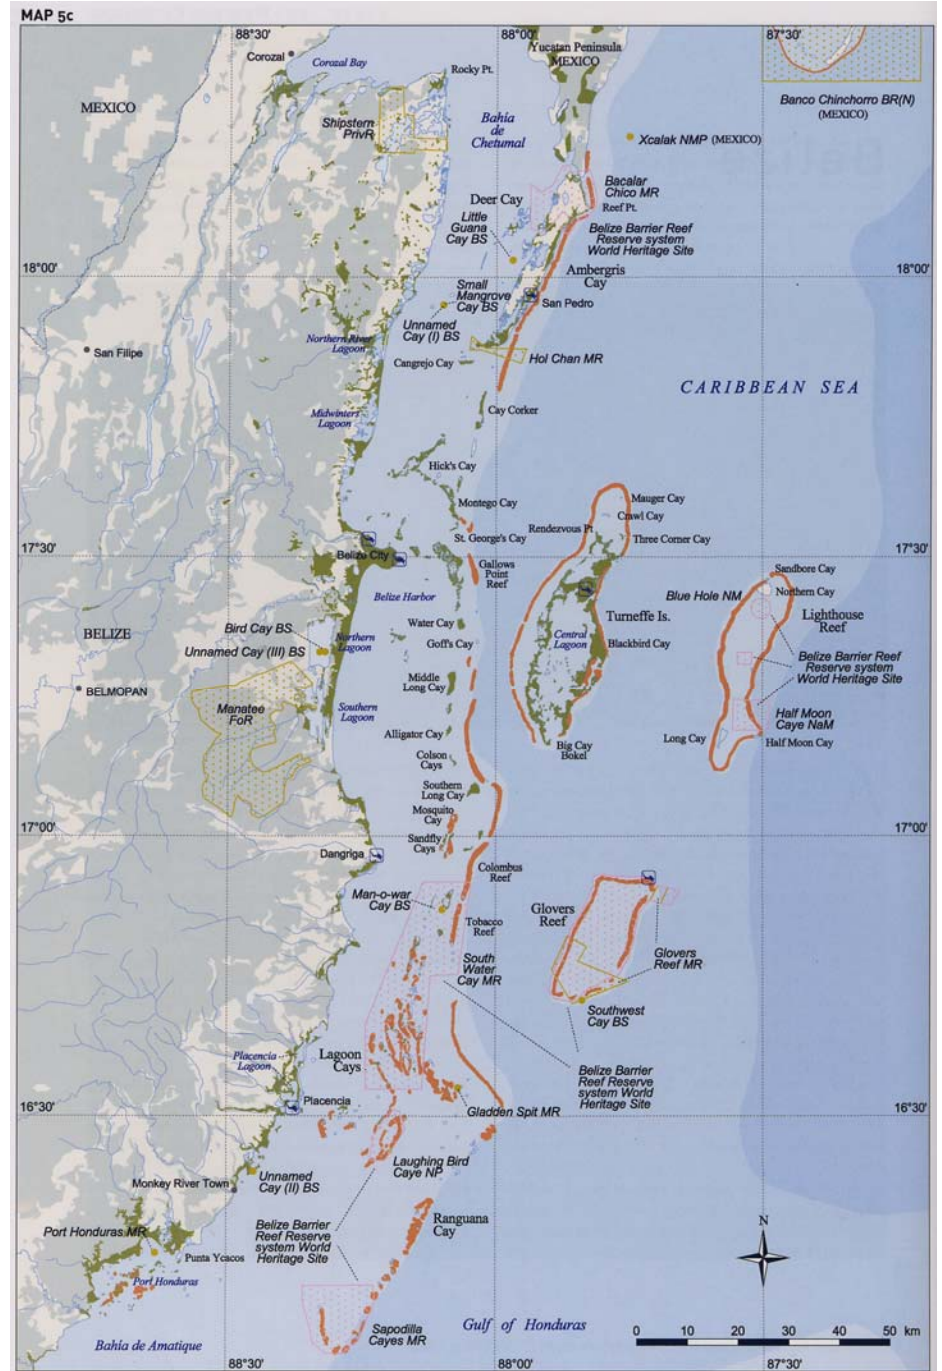 MAP 5c
88°30'
88°00'
87°30'
Corozal
Corozal Bay
Rocky Pt.
Yucatan Peninsula
MEXICO
MEXICO
Shipstern
PrivR
Bahía
de
Chetumal
Banco Chinchorro BR(N)
(MEXICO)
Xcalak NMP (MEXICO)
Deer Cay
Bacalar
Chico MR
Reef Pt.
Little
Guana
Cay BS
Belize Barrier Reef
Reserve system
World Heritage Site
18°00'
18°00'
Ambergris
Cay
Small
Mangrove
Cay BS
San Pedro
Unnamed
Cay (I) BS
Northern River
Lagoon
San Filipe
Cangrejo Cay
Hol Chan MR
CARIBBEAN SEA
Midwinters
Lagoon
Cay Corker
Hick's Cay
Montego Cay
Mauger Cay
Crawl Cay
Rendezvous Pt
St. George's Cay
Three Corner Cay
17°30'
17°30'
Belize City
Gallows
Point
Reef
Sandbore Cay
Northern Cay
Blue Hole NM
Belize Harbor
Turneffe Is.
Lighthouse
Reef
Bird Cay BS
Water Cay
BELIZE
Unnamed Cay (III) BS
Northern
Lagoon
Goff's Cay
Central
Lagoon
Blackbird Cay
Belize Barrier Reef
Reserve system
World Heritage Site
BELMOPAN
Middle
Long Cay
Manatee
FoR
Southern
Lagoon
Half Moon
Caye NaM
Alligator Cay
Long Cay
Half Moon Cay
Big Cay
Bokel
Colson
Cays
Southern
Long Cay
Mosquito
Cay
17°00'
17°00'
Sandfly
Cays
Dangriga
Colombus
Reef
Man-o-war
Cay BS
Glovers
Reef
Tobacco
Reef
South
Water
Cay MR
Glovers
Reef MR
Southwest
Cay BS
Placencia
Lagoon
Lagoon
Cays
Belize Barrier
Reef Reserve
system World
Heritage Site
Placencia
16°30'
16°30'
Gladden Spit MR
Laughing Bird
Caye NP
Unnamed
Cay (II) BS
Monkey River Town
Ranguana
Cay
Belize Barrier
Reef Reserve
system World
Heritage Site
N
Port Honduras MR
Punta Ycacos
Port Honduras
Sapodilla
Cayes MR
Gulf of Honduras
Bahía de Amatique
0 10 20 30 40 50 km
88°30'
88°00'
87°30'